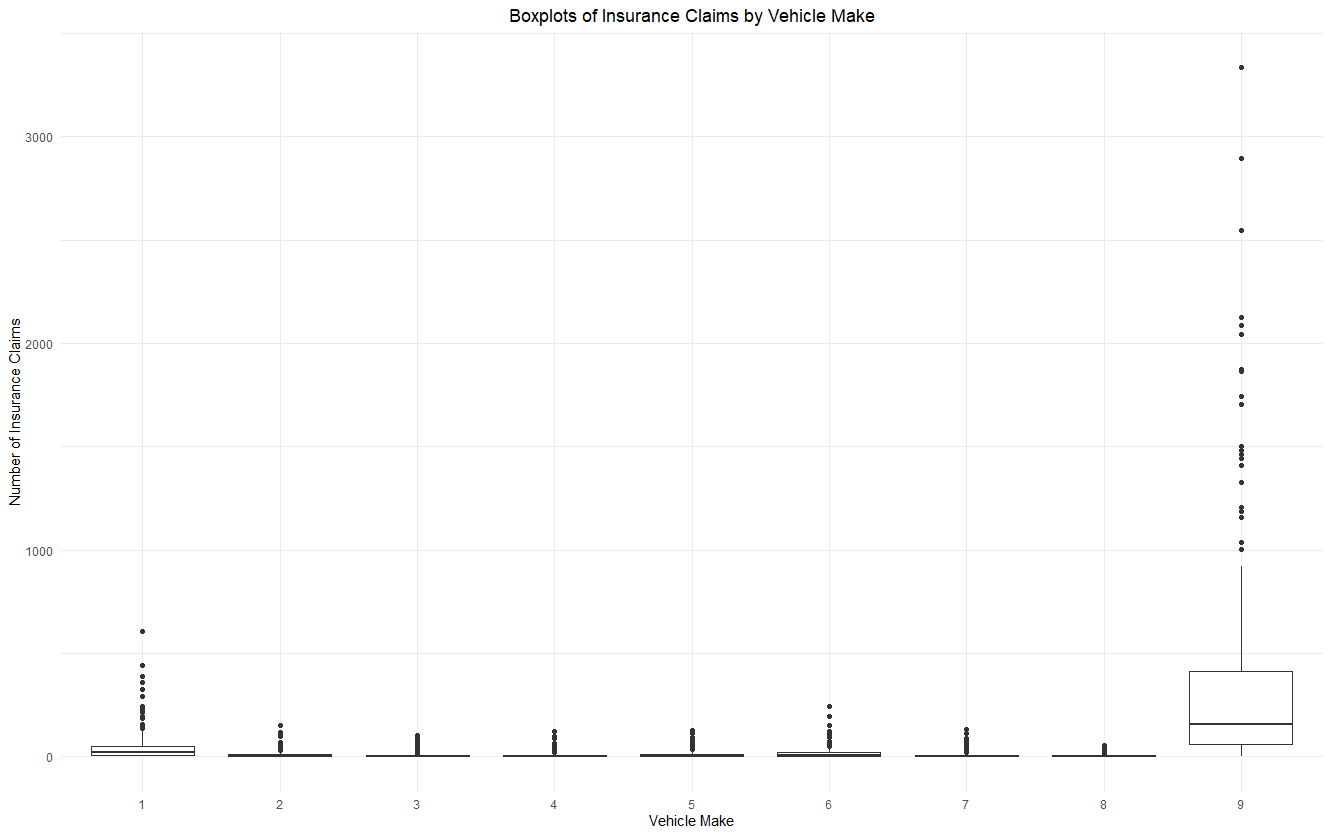 Boxplots of Insurance Claims by Vehicle Make
3000
2000
1000
0
Number of Insurance Claims
1 2 3 4 5 6 7 8 9
Vehicle Make